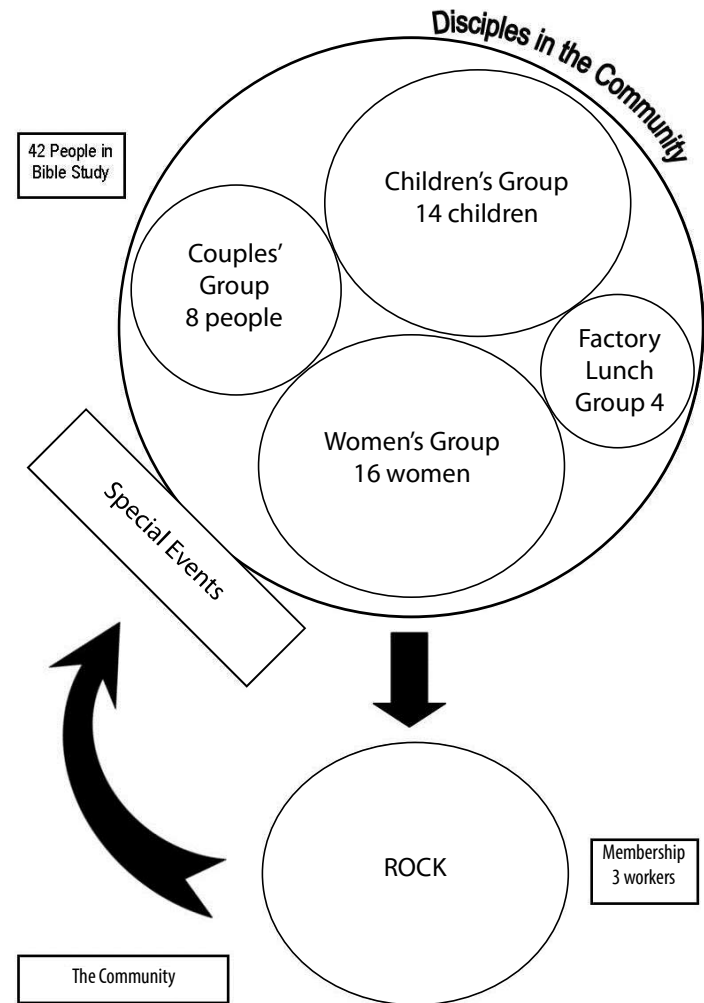 Disciples in the Community
42 People in
Bible Study
Children’s Group
14 children
Couples’
Group
8 people
Factory
Lunch
Group 4
Women’s Group
16 women
Special Events
ROCK
Membership
3 workers
The Community